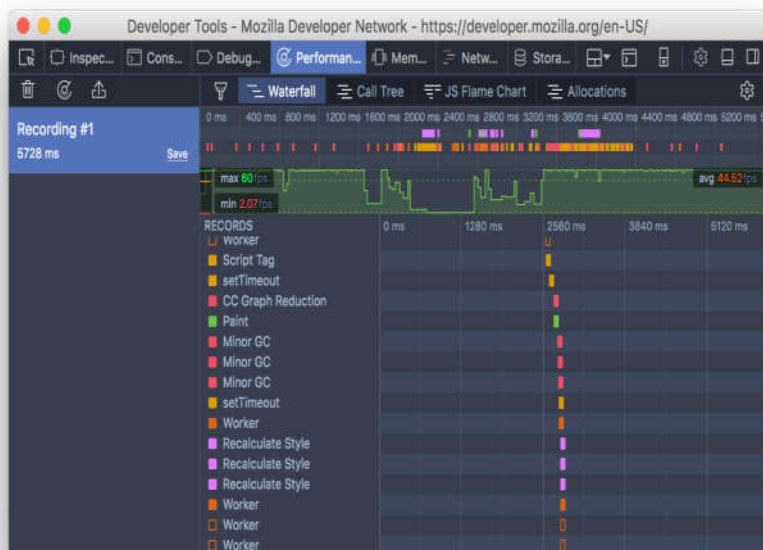 Developer Tools - Mozilla Developer Network - https://developer.mozilla.org/en-US/
Inspec... Cons... Debug... Performan... Mem... Netw... Stora...
Waterfall Call Tree JS Flame Chart Allocations
Recording #1
5728 ms Save
0 ms 400 ms 800 ms 1200 ms 1600 ms 2000 ms 2400 ms 2800 ms 3200 ms 3600 ms 4000 ms 4400 ms 4800 ms 5200 ms
max 60 fps avg 44.52 fps
min 2.07 fps
RECORDS 0 ms 1280 ms 2560 ms 3840 ms 5120 ms
Worker
Script Tag
setTimeout
CC Graph Reduction
Paint
Minor GC
Minor GC
Minor GC
setTimeout
Worker
Recalculate Style
Recalculate Style
Recalculate Style
Worker
Worker
Worker